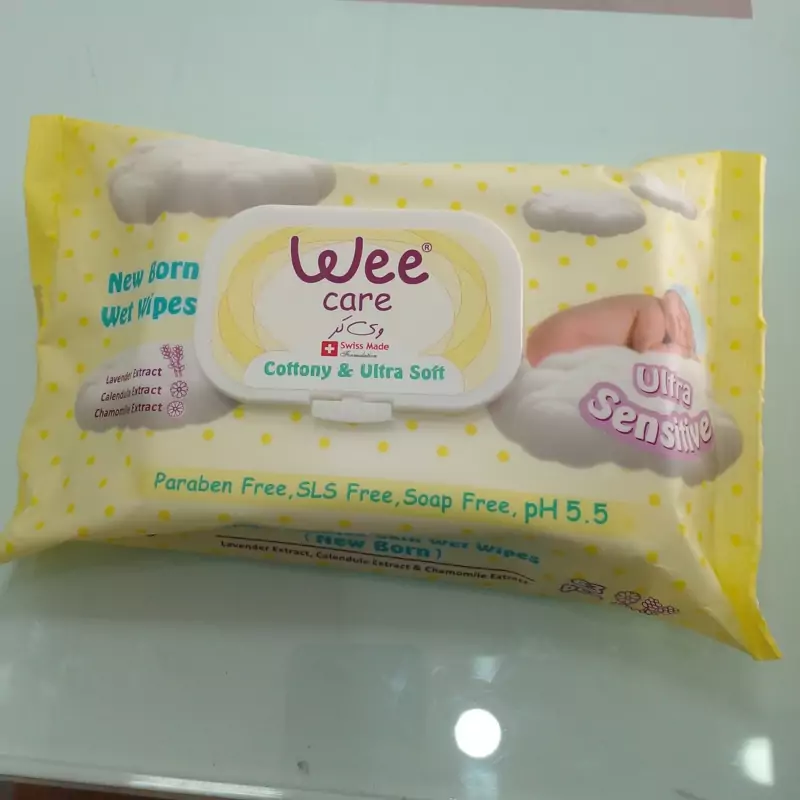 Wee®
care
وی کر
Swiss Made
Formulation
Cottony & Ultra Soft
New Born
Wet Wipes
Lavender Extract
Calendula Extract
Chamomile Extract
Ultra
Sensitive
Paraben Free, SLS Free, Soap Free, pH 5.5
Skin Wet Wipes
( New Born )
Lavender Extract, Calendula Extract & Chamomile Extract